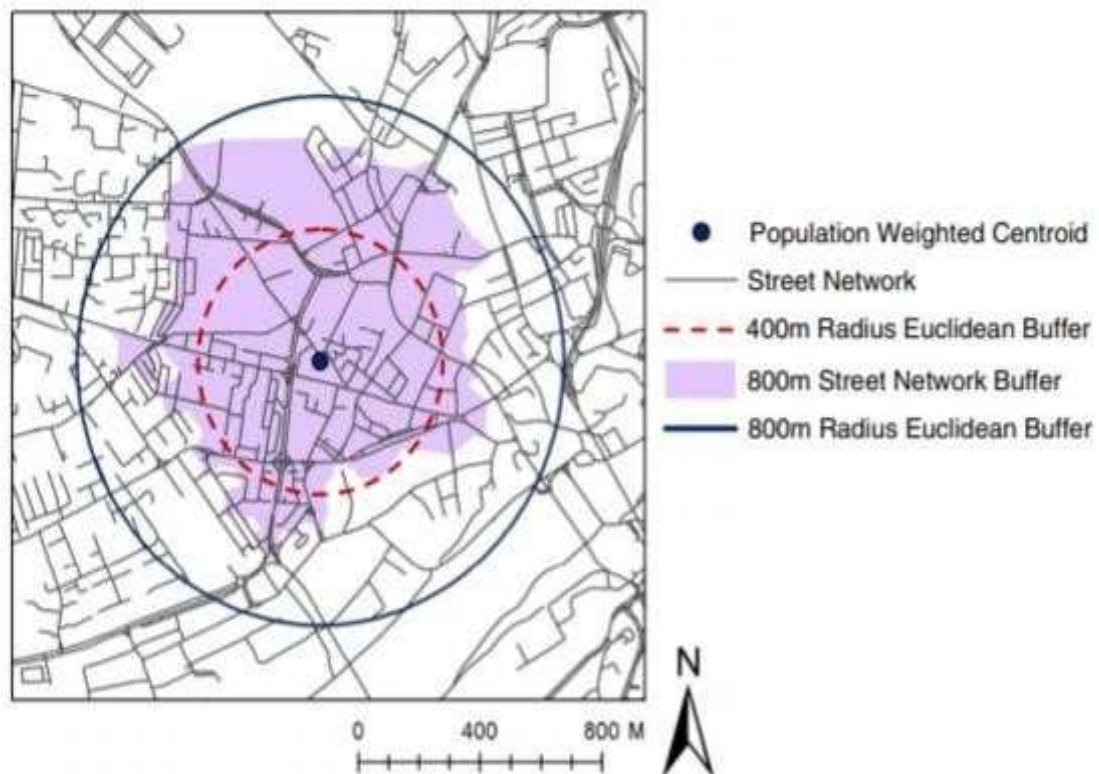 Population Weighted Centroid
Street Network
400m Radius Euclidean Buffer
800m Street Network Buffer
800m Radius Euclidean Buffer
N
0 400 800 M